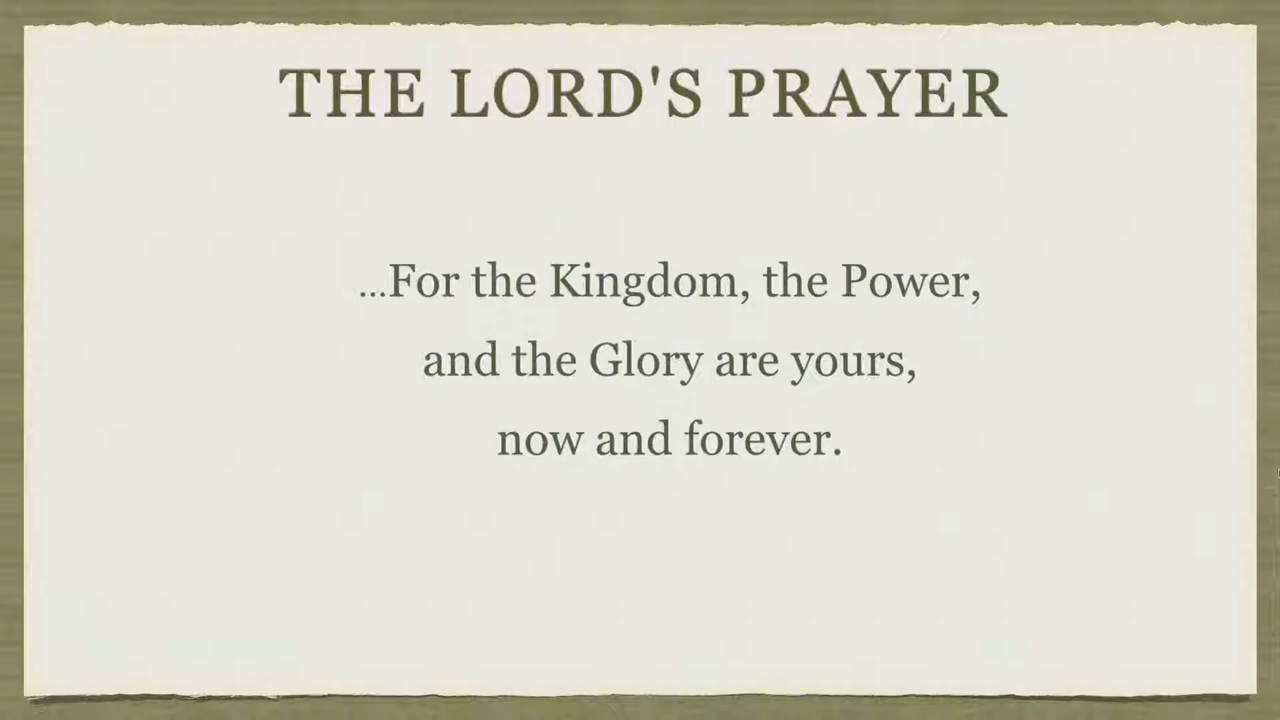 THE LORD'S PRAYER
...For the Kingdom, the Power,
and the Glory are yours,
now and forever.